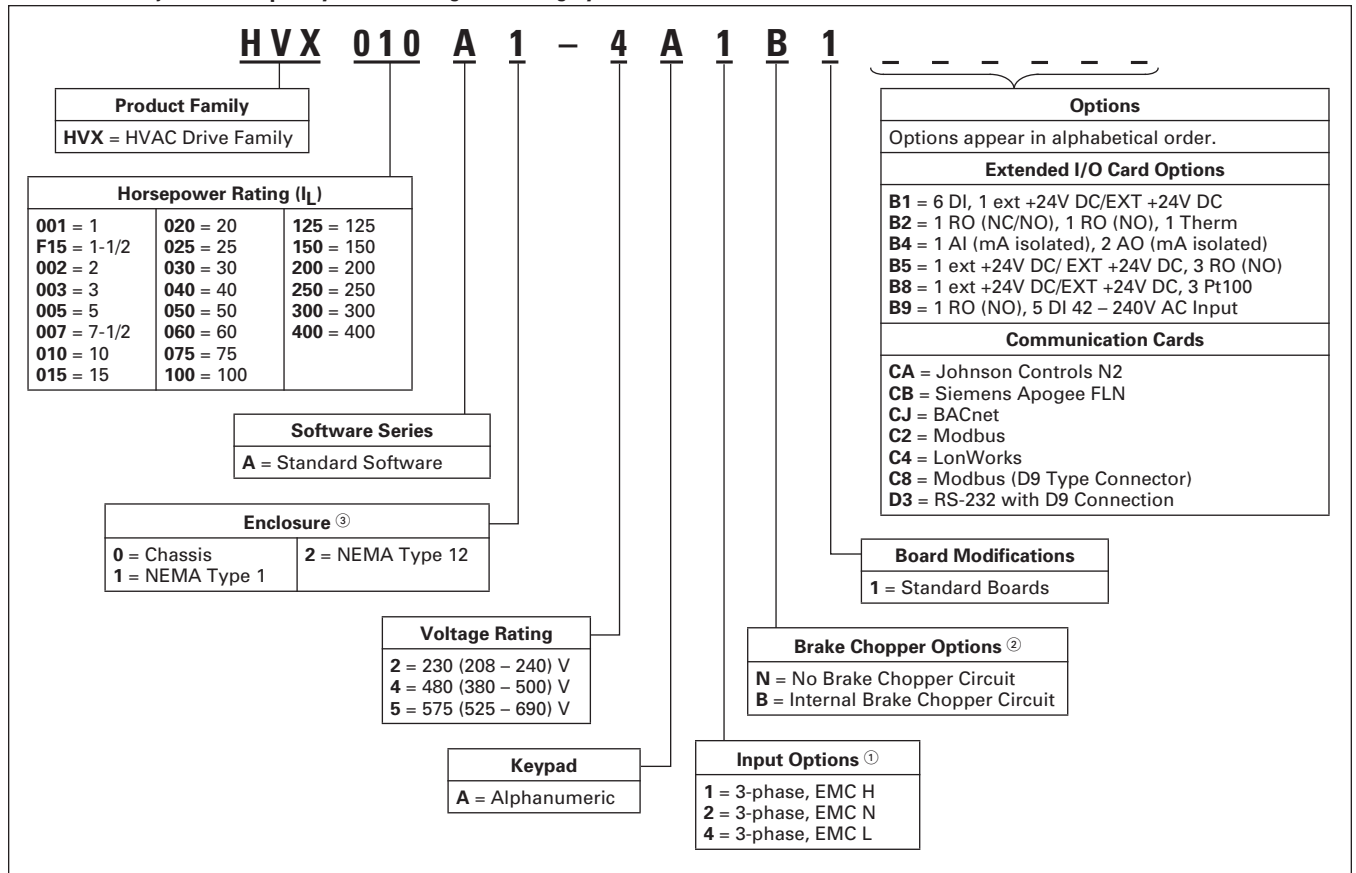 HVX 010 A 1 – 4 A 1 B 1 _ _ _ _ _ _
Product Family
HVX = HVAC Drive Family
Horsepower Rating (IL)
001 = 1
F15 = 1-1/2
002 = 2
003 = 3
005 = 5
007 = 7-1/2
010 = 10
015 = 15
020 = 20
025 = 25
030 = 30
040 = 40
050 = 50
060 = 60
075 = 75
100 = 100
125 = 125
150 = 150
200 = 200
250 = 250
300 = 300
400 = 400
Software Series
A = Standard Software
Enclosure ③
0 = Chassis
1 = NEMA Type 1
2 = NEMA Type 12
Voltage Rating
2 = 230 (208 – 240) V
4 = 480 (380 – 500) V
5 = 575 (525 – 690) V
Keypad
A = Alphanumeric
Input Options ①
1 = 3-phase, EMC H
2 = 3-phase, EMC N
4 = 3-phase, EMC L
Brake Chopper Options ②
N = No Brake Chopper Circuit
B = Internal Brake Chopper Circuit
Board Modifications
1 = Standard Boards
Options
Options appear in alphabetical order.
Extended I/O Card Options
B1 = 6 DI, 1 ext +24V DC/EXT +24V DC
B2 = 1 RO (NC/NO), 1 RO (NO), 1 Therm
B4 = 1 AI (mA isolated), 2 AO (mA isolated)
B5 = 1 ext +24V DC/ EXT +24V DC, 3 RO (NO)
B8 = 1 ext +24V DC/EXT +24V DC, 3 Pt100
B9 = 1 RO (NO), 5 DI 42 – 240V AC Input
Communication Cards
CA = Johnson Controls N2
CB = Siemens Apogee FLN
CJ = BACnet
C2 = Modbus
C4 = LonWorks
C8 = Modbus (D9 Type Connector)
D3 = RS-232 with D9 Connection